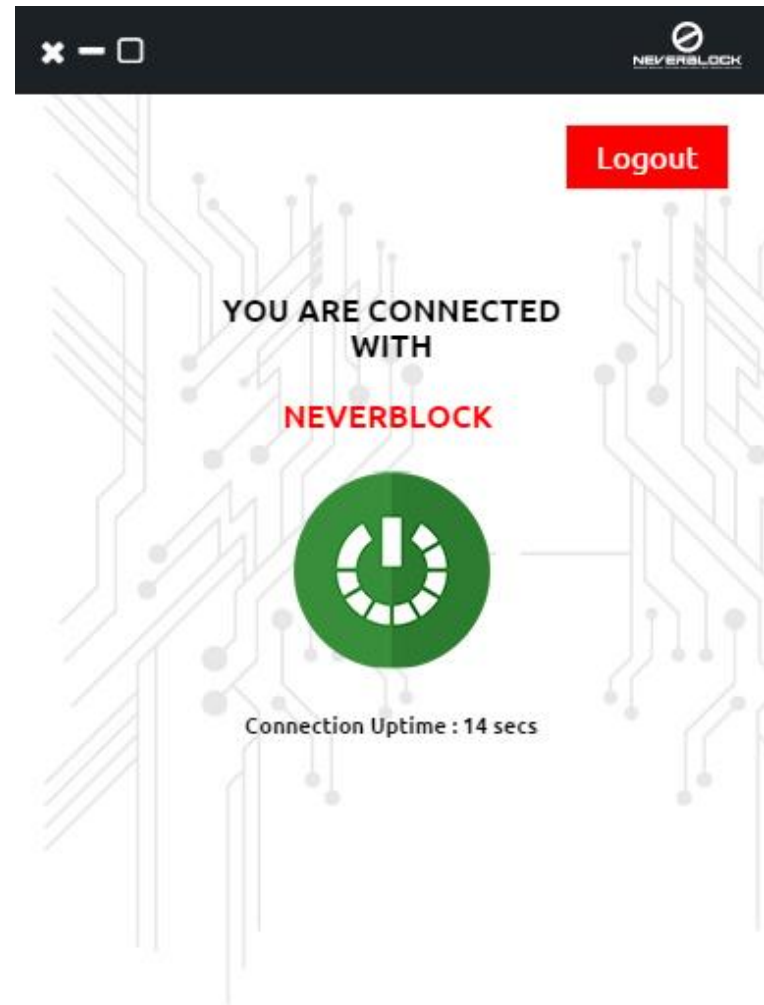 NEVERBLOCK
Logout
YOU ARE CONNECTED
WITH
NEVERBLOCK
Connection Uptime : 14 secs